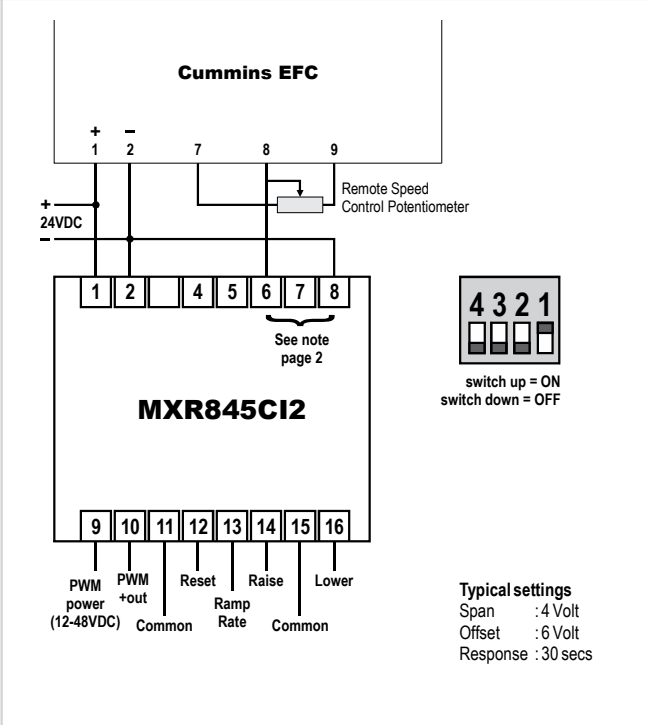 Cummins EFC
+ −
1 2 7 8 9
Remote Speed
Control Potentiometer
+
24VDC
−
1 2 4 5 6 7 8
See note
page 2
4 3 2 1
switch up = ON
switch down = OFF
MXR845CI2
9 10 11 12 13 14 15 16
PWM
power
(12-48VDC)
PWM
+out
Common
Reset
Ramp
Rate
Raise
Common
Lower
Typical settings
Span : 4 Volt
Offset : 6 Volt
Response : 30 secs